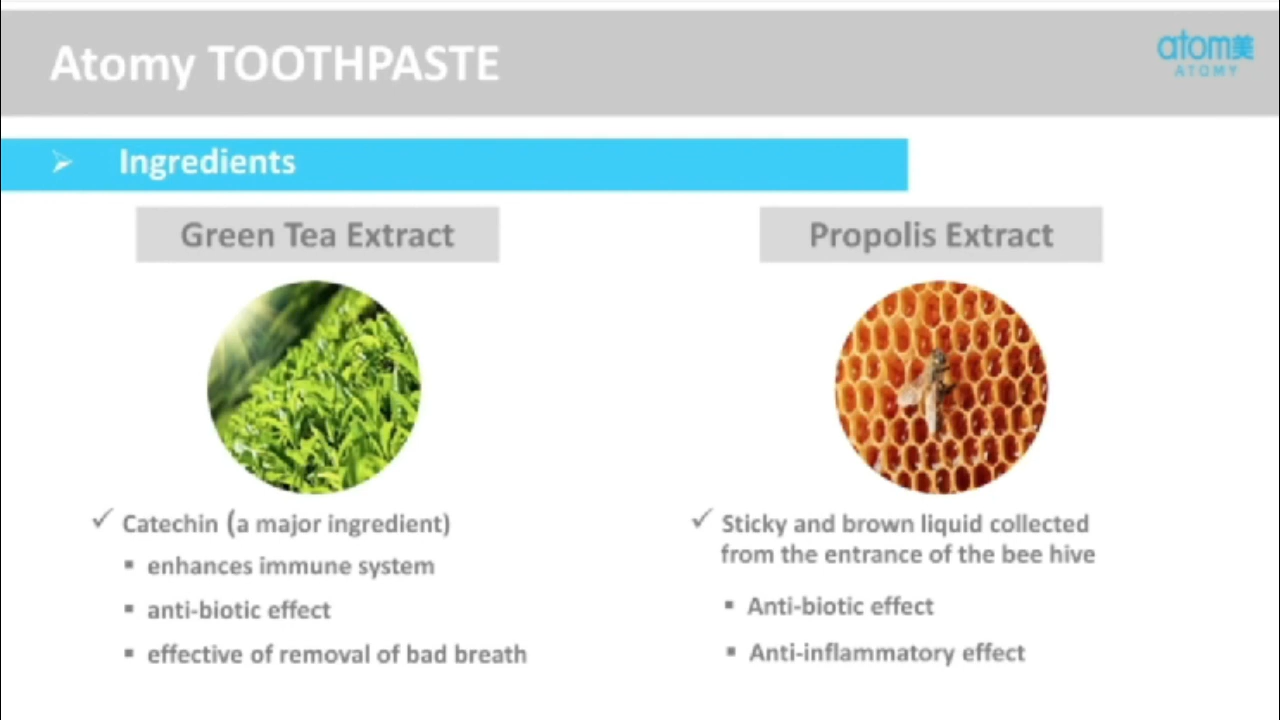 Atomy TOOTHPASTE
atom美
ATOMY
Ingredients
Green Tea Extract
Propolis Extract
Catechin (a major ingredient)
enhances immune system
anti-biotic effect
effective of removal of bad breath
Sticky and brown liquid collected
from the entrance of the bee hive
Anti-biotic effect
Anti-inflammatory effect